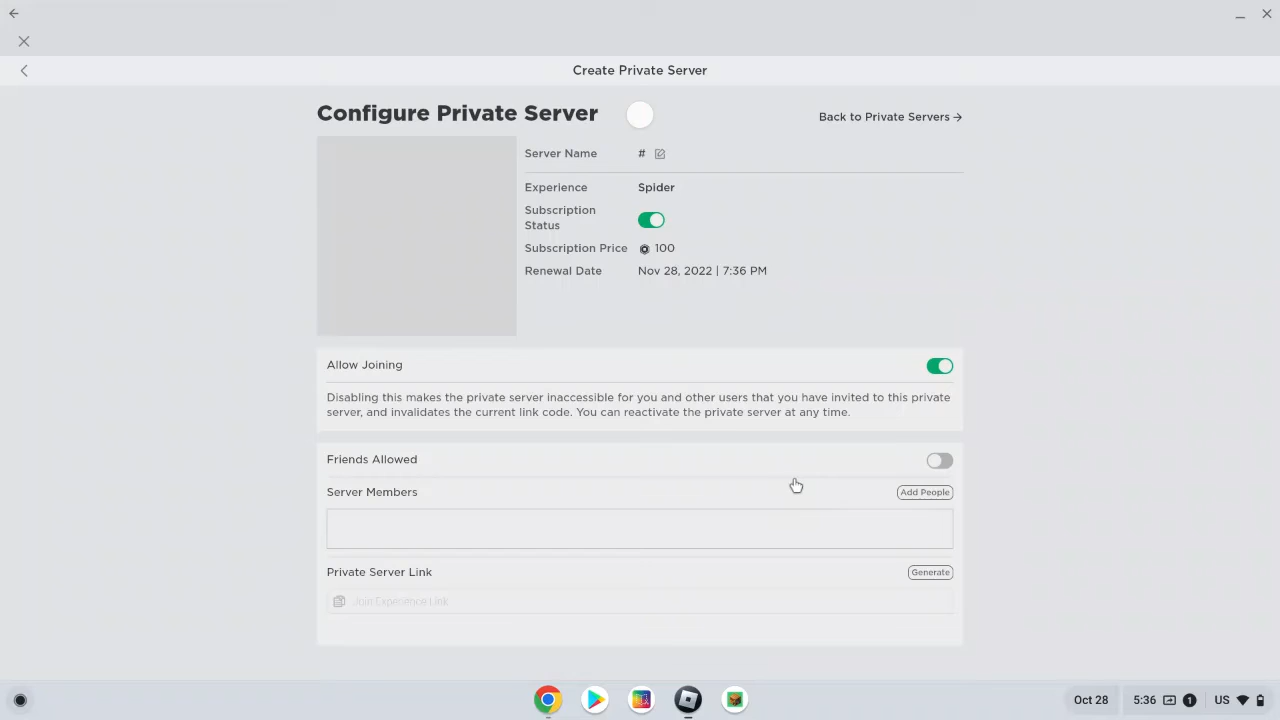 Create Private Server
Configure Private Server
Back to Private Servers →
Server Name #
Experience Spider
Subscription Status
Subscription Price 100
Renewal Date Nov 28, 2022 | 7:36 PM
Allow Joining
Disabling this makes the private server inaccessible for you and other users that you have invited to this private
server, and invalidates the current link code. You can reactivate the private server at any time.
Friends Allowed
Server Members Add People
Private Server Link Generate
Join Experience Link
Oct 28 5:36 1 US